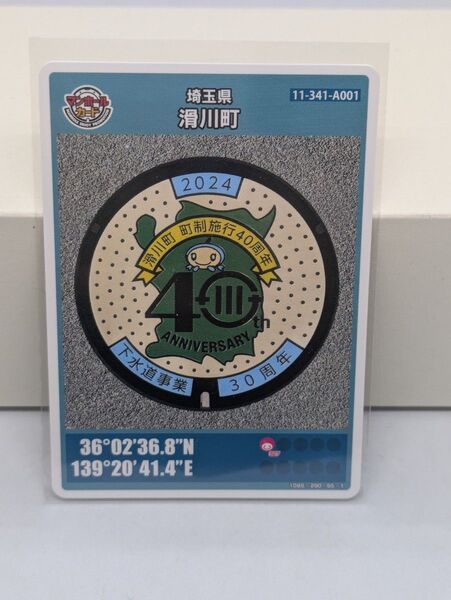 マンホール
カード
埼玉県
滑川町
11-341-A001
2024
滑川町 町制施行40周年
40th
ANNIVERSARY
下水道事業
30周年
36°02'36.8"N
139°20'41.4"E